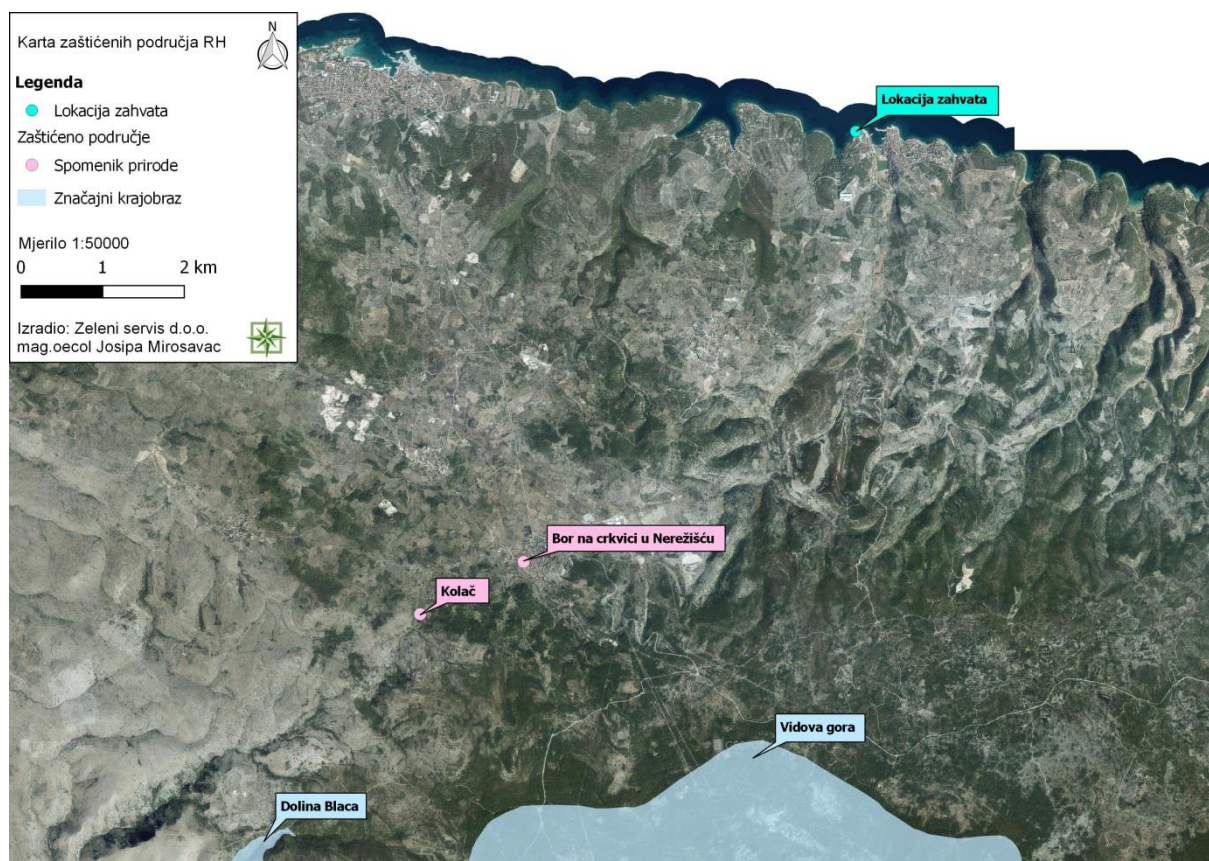 Karta zaštićenih područja RH
N
Legenda
Lokacija zahvata
Zaštićeno područje
Spomenik prirode
Značajni krajobraz
Mjerilo 1:50000
0 1 2 km
Izradio: Zeleni servis d.o.o.
mag.oecol Josipa Mirosavac
Lokacija zahvata
Bor na crkvici u Nerežišću
Kolač
Vidova gora
Dolina Blaca